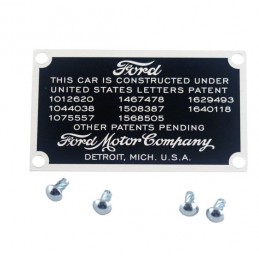 Ford
THIS CAR IS CONSTRUCTED UNDER
UNITED STATES LETTERS PATENT
1012620 1467478 1629493
1044038 1508387 1640118
1075557 1568505
OTHER PATENTS PENDING
Ford Motor Company
DETROIT, MICH. U.S.A.